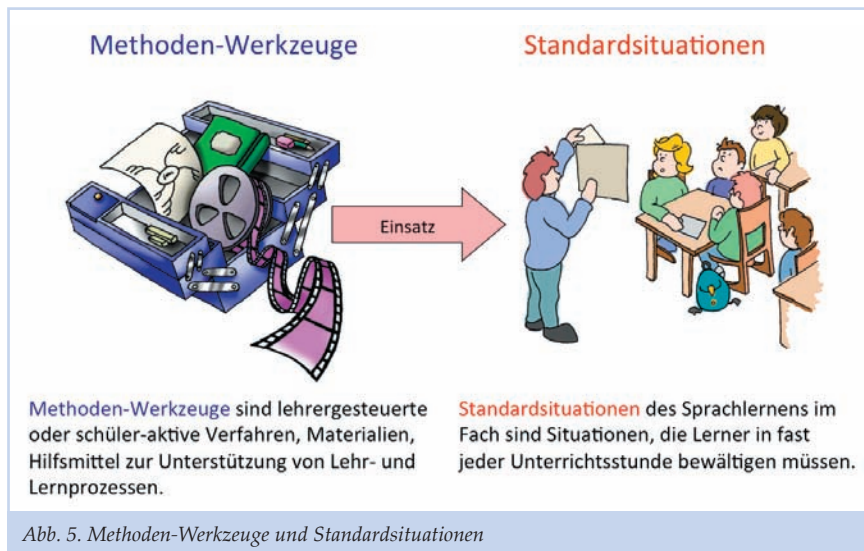 Methoden-Werkzeuge
Standardsituationen
Einsatz
Methoden-Werkzeuge sind lehrergesteuerte
oder schüler-aktive Verfahren, Materialien,
Hilfsmittel zur Unterstützung von Lehr- und
Lernprozessen.
Standardsituationen des Sprachlernens im
Fach sind Situationen, die Lerner in fast
jeder Unterrichtsstunde bewältigen müssen.
Abb. 5. Methoden-Werkzeuge und Standardsituationen